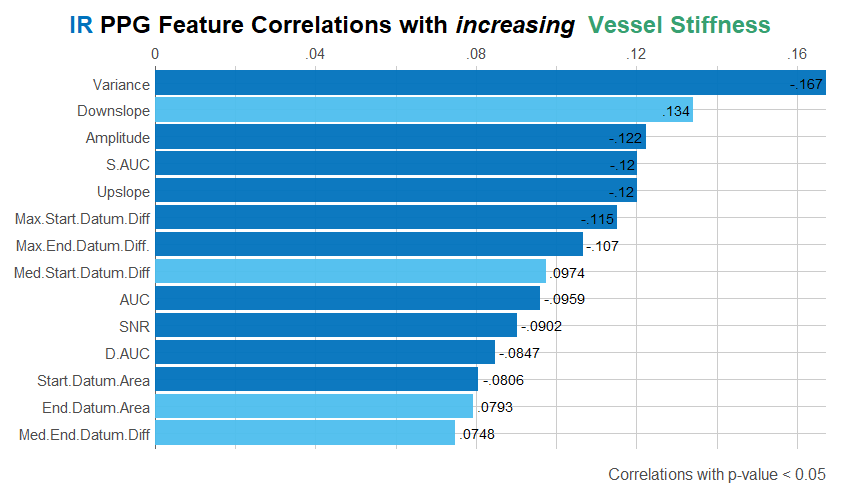 IR PPG Feature Correlations with increasing Vessel Stiffness
0 .04 .08 .12 .16
Variance -.167
Downslope .134
Amplitude -.122
S.AUC -.12
Upslope -.12
Max.Start.Datum.Diff -.115
Max.End.Datum.Diff. -.107
Med.Start.Datum.Diff .0974
AUC -.0959
SNR -.0902
D.AUC -.0847
Start.Datum.Area -.0806
End.Datum.Area .0793
Med.End.Datum.Diff .0748
Correlations with p-value < 0.05